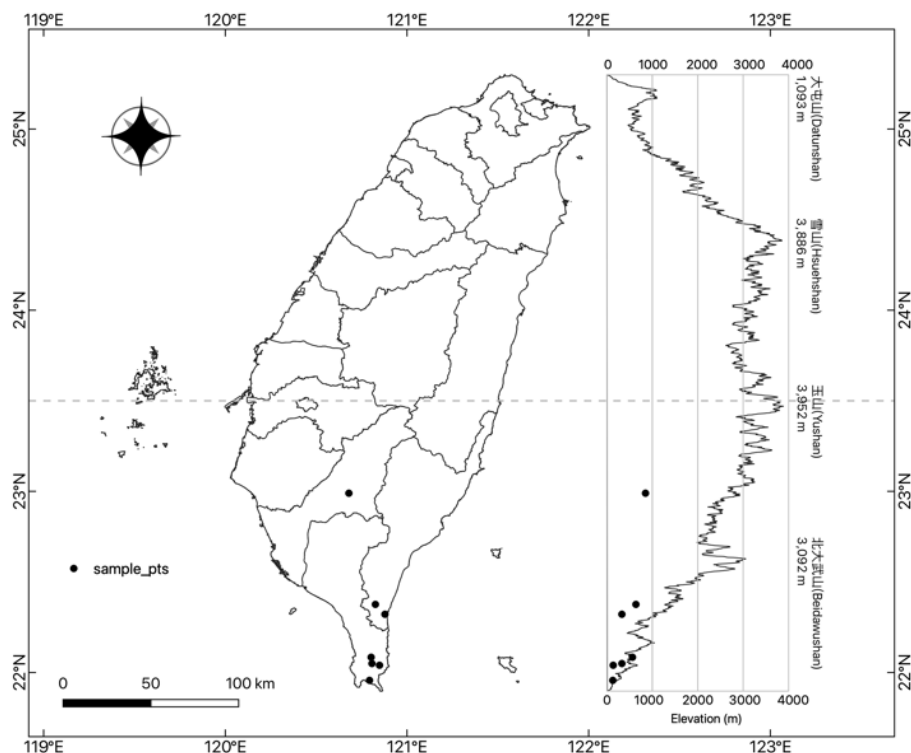 119°E 120°E 121°E 122°E 123°E
0 1000 2000 3000 4000
大屯山(Datunshan)
1,093 m
25°N 25°N
雪山(Hsuehshan)
3,886 m
24°N 24°N
玉山(Yushan)
3,952 m
23°N 23°N
北大武山(Beidawushan)
3,092 m
sample_pts
22°N 22°N
0 50 100 km
0 1000 2000 3000 4000
Elevation (m)
119°E 120°E 121°E 122°E 123°E